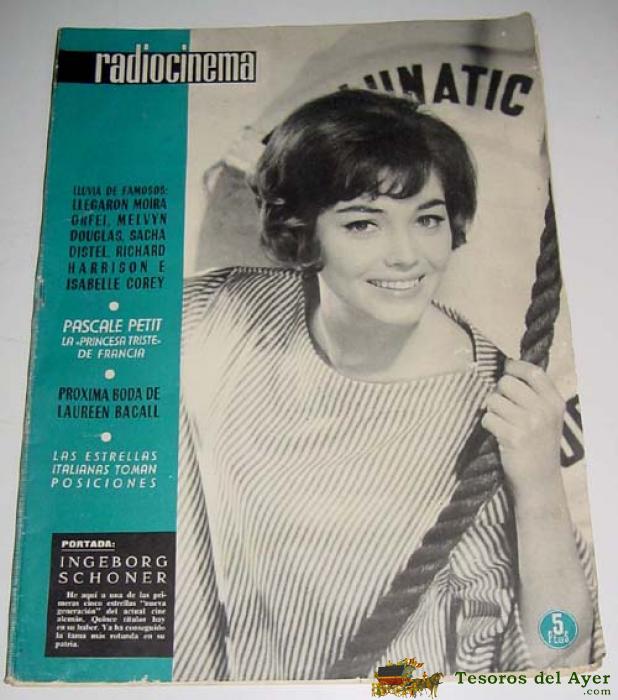 radiocinema
LUNATIC
LLUVIA DE FAMOSOS:
LLEGARON MOIRA
ORFEI, MELVYN
DOUGLAS, SACHA
DISTEL, RICHARD
HARRISON E
ISABELLE COREY
PASCALE PETIT
LA «PRINCESA TRISTE»
DE FRANCIA
PROXIMA BODA DE
LAUREEN BACALL
LAS ESTRELLAS
ITALIANAS TOMAN
POSICIONES
PORTADA:
INGEBORG
SCHONER
He aquí a una de las pri-
meras cinco estrellas "nueva
generación" del actual cine
alemán. Quince títulos hay
en su haber. Ya ha conseguido
la fama más rotunda en su
patria.
5
PTAS.
Tesoros del Ayer
.com